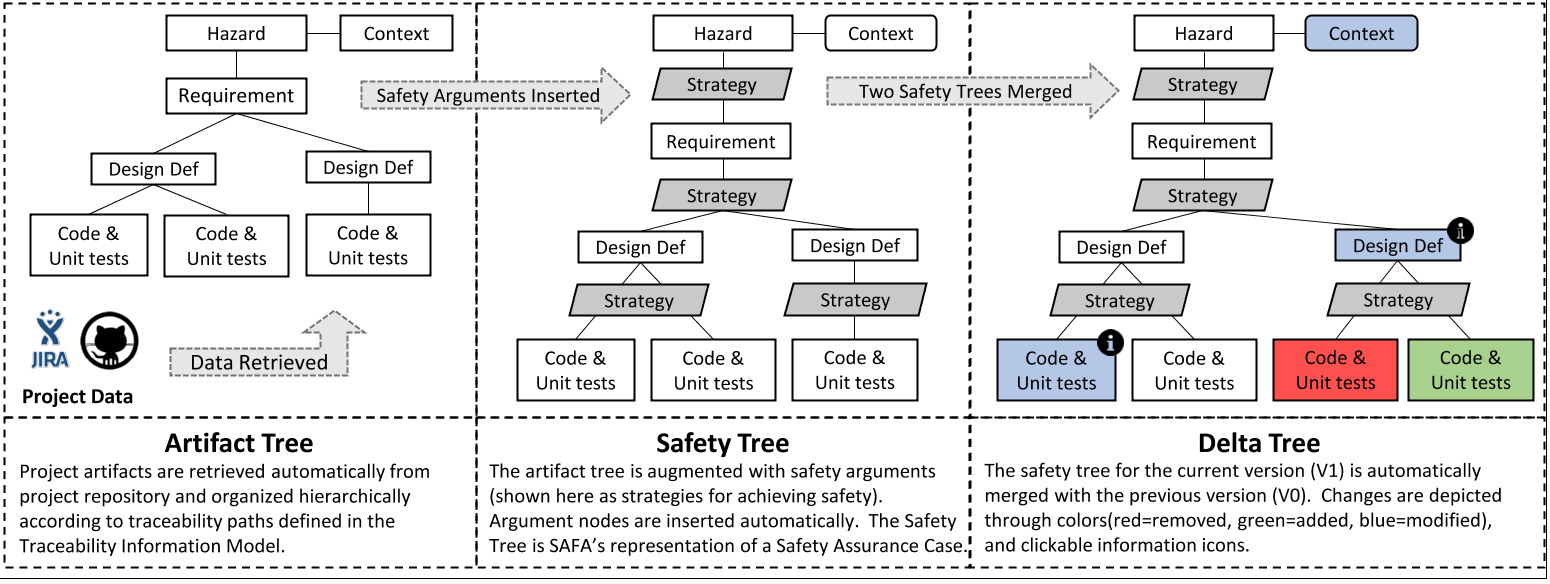 Hazard
Context
Requirement
Design Def
Design Def
Code &
Unit tests
Code &
Unit tests
Code &
Unit tests
JIRA
Project Data
Data Retrieved
Safety Arguments Inserted
Hazard
Context
Strategy
Requirement
Strategy
Design Def
Design Def
Strategy
Strategy
Code &
Unit tests
Code &
Unit tests
Code &
Unit tests
Two Safety Trees Merged
Hazard
Context
Strategy
Requirement
Strategy
Design Def
Design Def
i
Strategy
Strategy
Code &
Unit tests
i
Code &
Unit tests
Code &
Unit tests
Code &
Unit tests
Artifact Tree
Project artifacts are retrieved automatically from
project repository and organized hierarchically
according to traceability paths defined in the
Traceability Information Model.
Safety Tree
The artifact tree is augmented with safety arguments
(shown here as strategies for achieving safety).
Argument nodes are inserted automatically. The Safety
Tree is SAFA's representation of a Safety Assurance Case.
Delta Tree
The safety tree for the current version (V1) is automatically
merged with the previous version (V0). Changes are depicted
through colors(red=removed, green=added, blue=modified),
and clickable information icons.